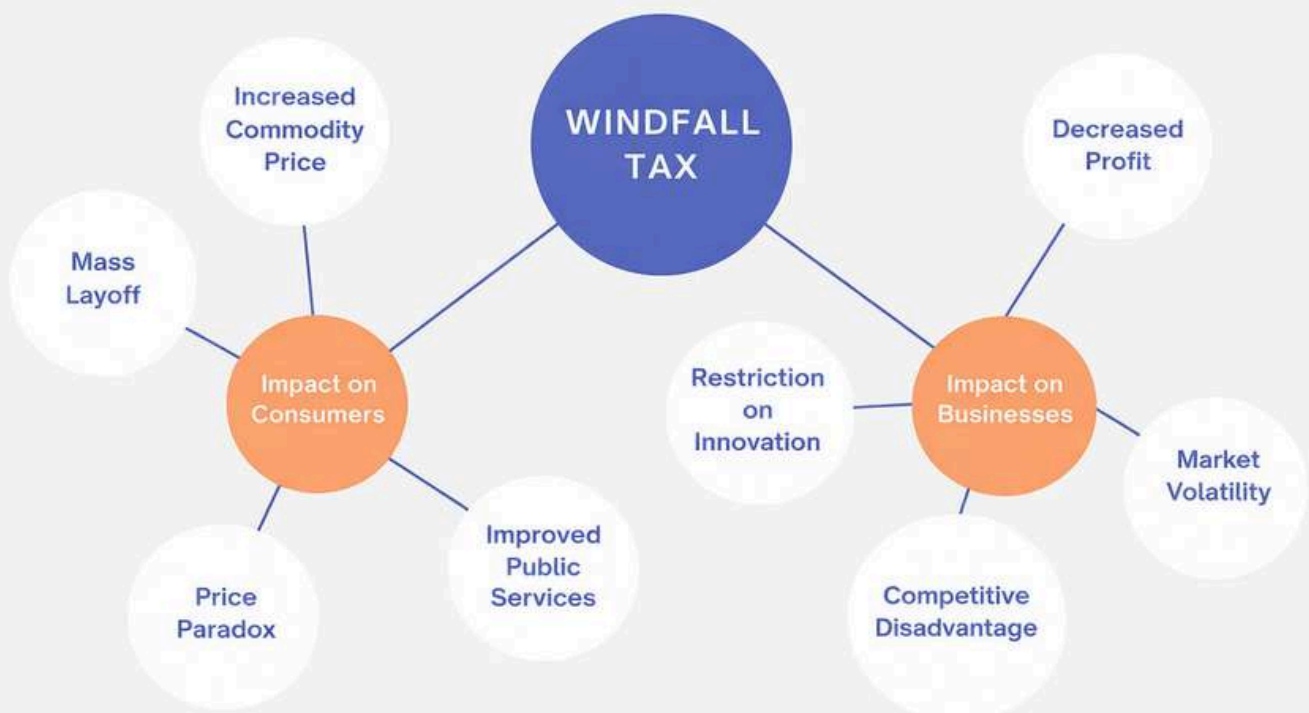 WINDFALL
TAX
Increased
Commodity
Price
Mass
Layoff
Impact on
Consumers
Price
Paradox
Improved
Public
Services
Decreased
Profit
Restriction
on
Innovation
Impact on
Businesses
Market
Volatility
Competitive
Disadvantage